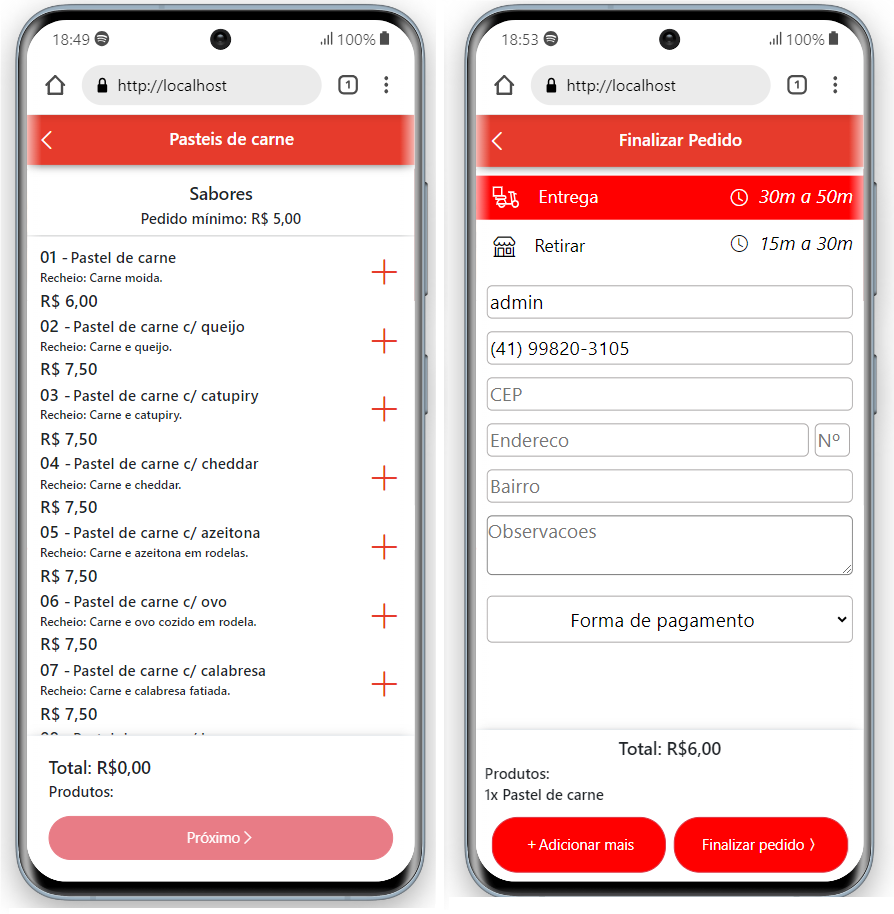 18:49 100%
http://localhost 1
Pasteis de carne
Sabores
Pedido mínimo: R$ 5,00
01 - Pastel de carne
Recheio: Carne moida.
R$ 6,00
02 - Pastel de carne c/ queijo
Recheio: Carne e queijo.
R$ 7,50
03 - Pastel de carne c/ catupiry
Recheio: Carne e catupiry.
R$ 7,50
04 - Pastel de carne c/ cheddar
Recheio: Carne e cheddar.
R$ 7,50
05 - Pastel de carne c/ azeitona
Recheio: Carne e azeitona em rodelas.
R$ 7,50
06 - Pastel de carne c/ ovo
Recheio: Carne e ovo cozido em rodela.
R$ 7,50
07 - Pastel de carne c/ calabresa
Recheio: Carne e calabresa fatiada.
R$ 7,50
Total: R$0,00
Produtos:
Próximo
18:53 100%
http://localhost 1
Finalizar Pedido
Entrega 30m a 50m
Retirar 15m a 30m
admin
(41) 99820-3105
CEP
Endereco Nº
Bairro
Observacoes
Forma de pagamento
Total: R$6,00
Produtos:
1x Pastel de carne
+ Adicionar mais Finalizar pedido